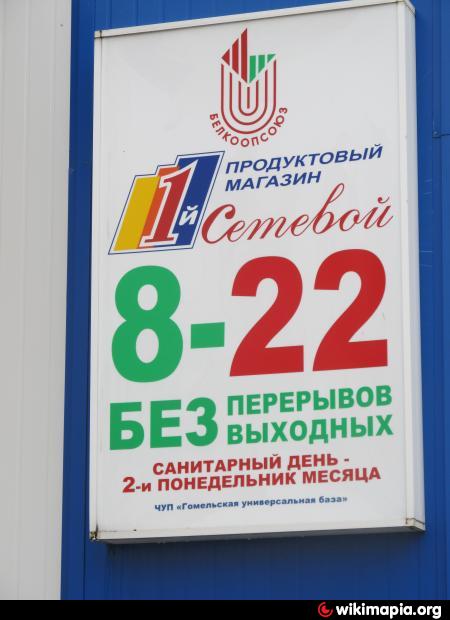 БЕЛКООПСОЮЗ
ПРОДУКТОВЫЙ
МАГАЗИН
1й Сетевой
8-22
БЕЗ ПЕРЕРЫВОВ
ВЫХОДНЫХ
САНИТАРНЫЙ ДЕНЬ -
2-и ПОНЕДЕЛЬНИК МЕСЯЦА
ЧУП «Гомельская универсальная база»
wikimapia.org